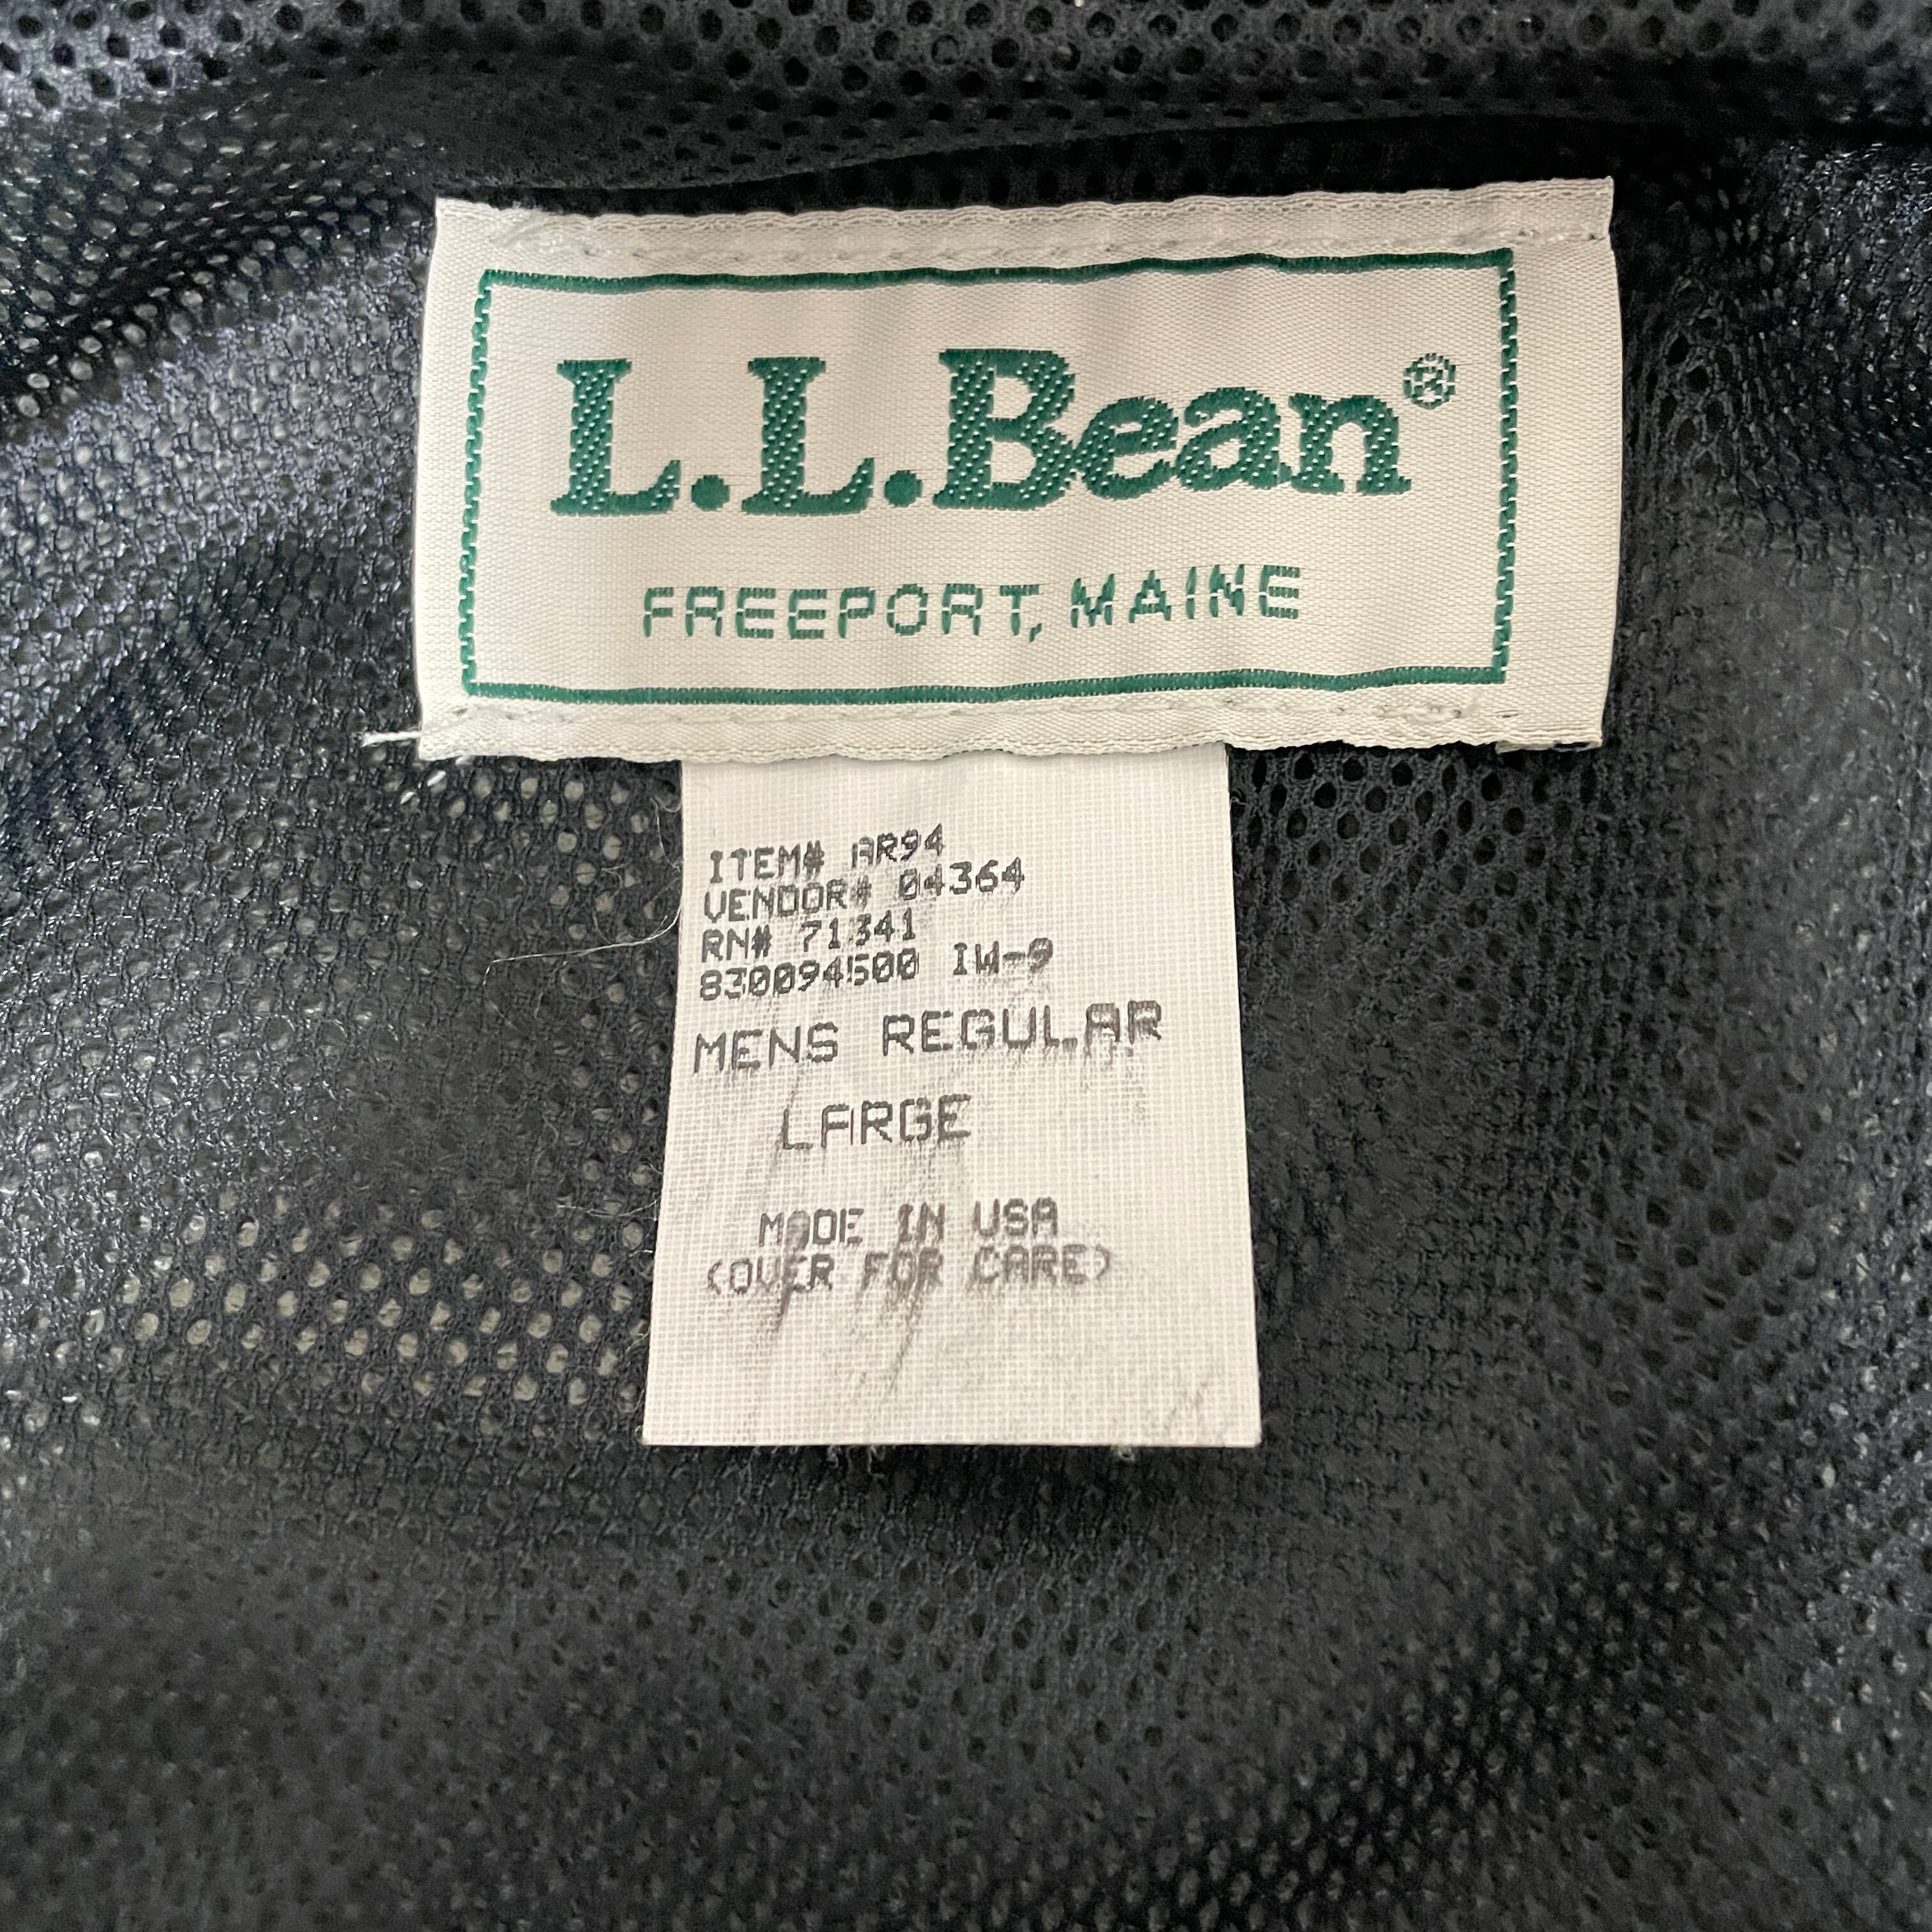 L.L.Bean®
FREEPORT, MAINE
ITEM# AR94
VENDOR# 04364
RN# 71341
830094500 IW-9
MENS REGULAR
LARGE
MADE IN USA
(OVER FOR CARE)